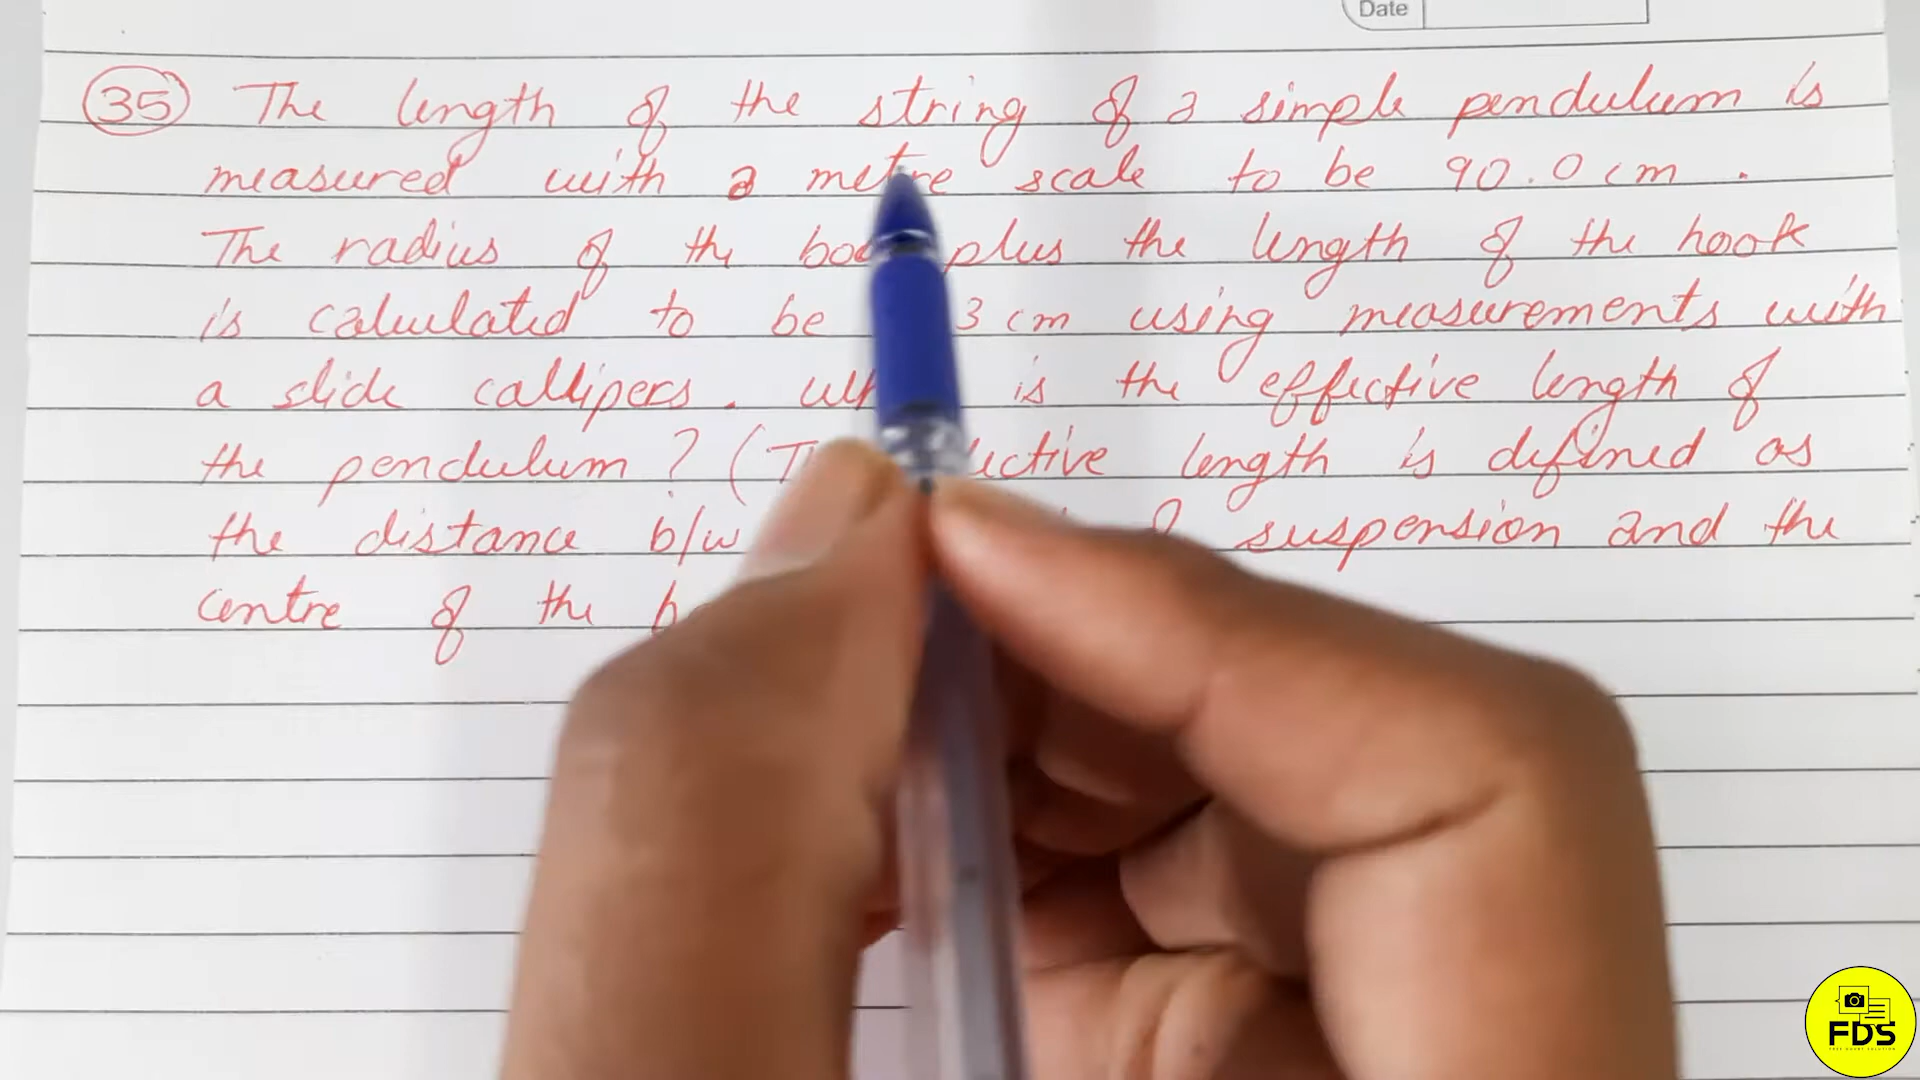 Date
35 The length of the string of a simple pendulum is
measured with a metre scale to be 90.0 cm .
The radius of the plus the length of the hook
is calculated to be 3 cm using measurements with
a slide callipers . is the effective length of
the pendulum ? ( length is defined as
the distance b/w suspension and the
centre of the
FDS